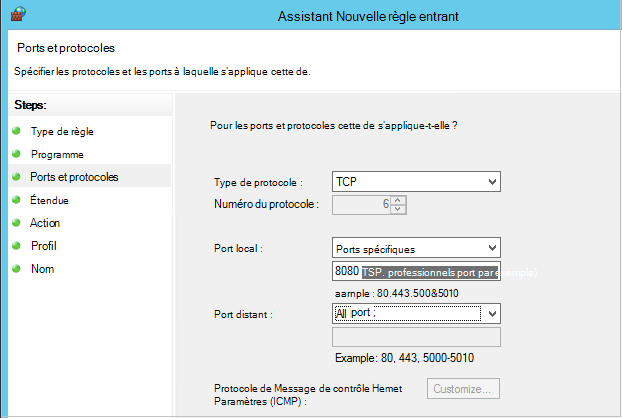 Assistant Nouvelle règle entrant
Ports et protocoles
Spécifier les protocoles et les ports à laquelle s'applique cette de.
Steps:
Type de règle
Programme
Ports et protocoles
Étendue
Action
Profil
Nom
Pour les ports et protocoles cette de s'applique-t-elle ?
Type de protocole : TCP
Numéro du protocole : 6
Port local : Ports spécifiques
8080 TSP. professionnels port par exemple)
aample : 80.443.500&5010
Port distant : All port ;
Example: 80, 443, 5000-5010
Protocole de Message de contrôle Hemet
Paramètres (ICMP) : Customize...